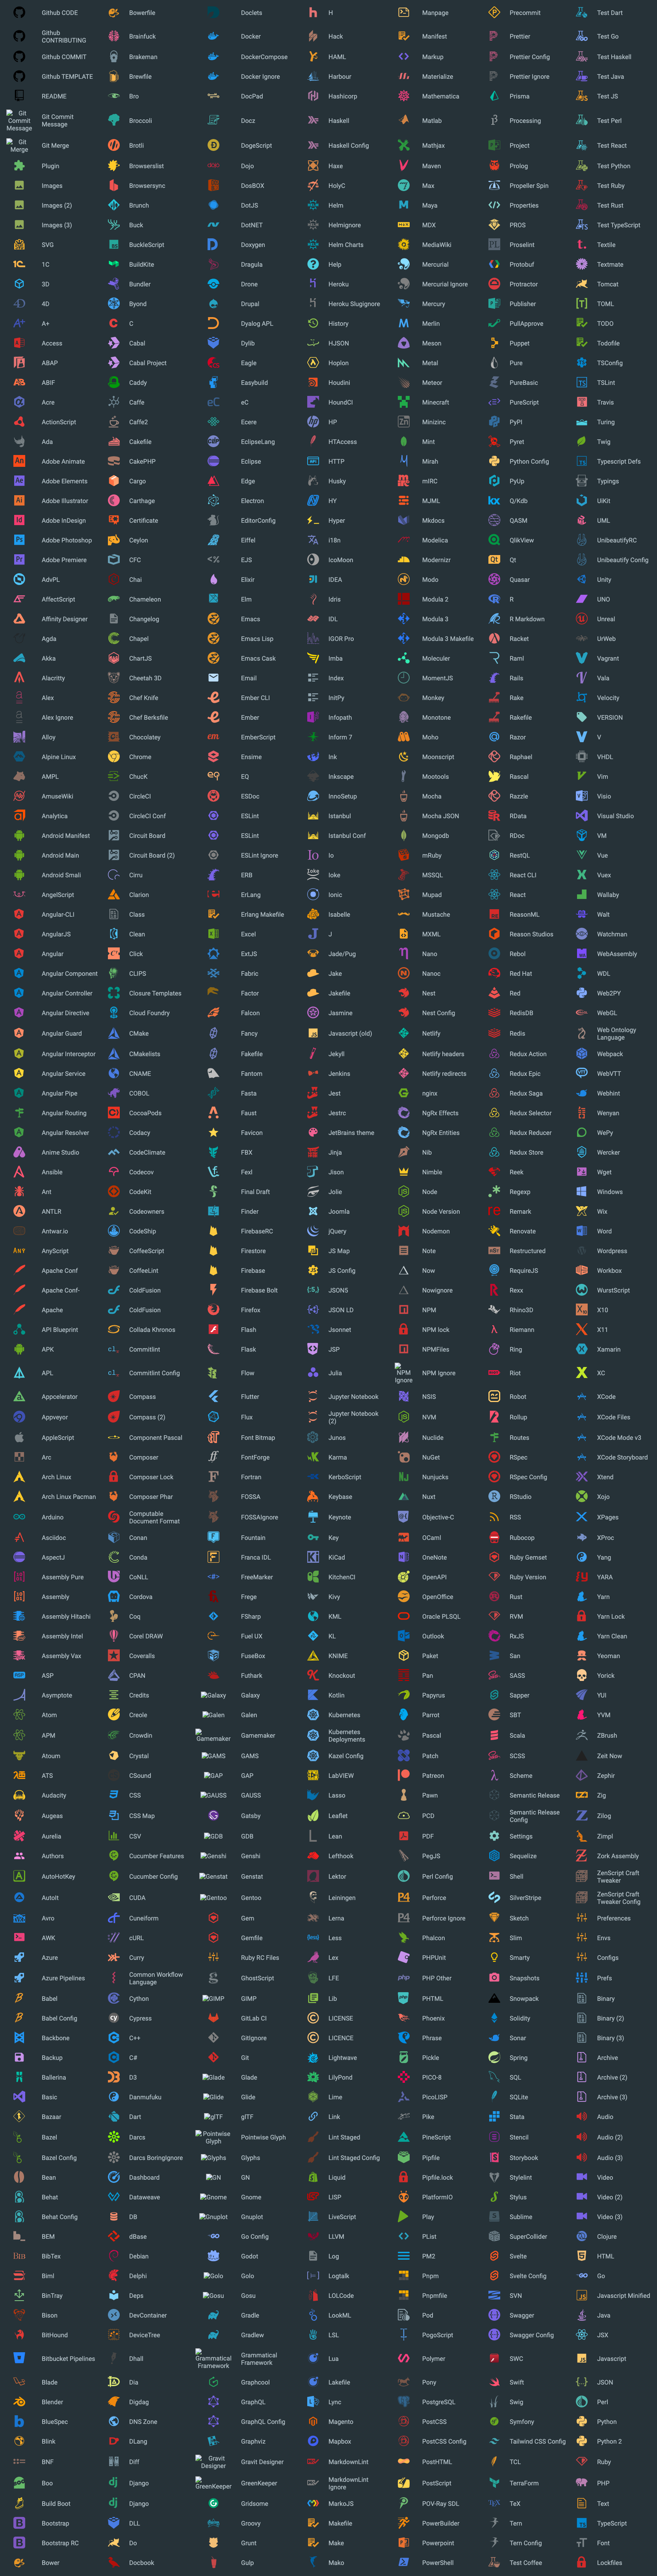 Github CODE
Github
CONTRIBUTING
Github COMMIT
Github TEMPLATE
README
Git
Commit
Message
Git Commit
Message
Git
Merge
Git Merge
Plugin
Images
Images (2)
Images (3)
SVG
1C
3D
4D
A+
Access
ABAP
ABIF
Acre
ActionScript
Ada
Adobe Animate
Adobe Elements
Adobe Illustrator
Adobe InDesign
Adobe Photoshop
Adobe Premiere
AdvPL
AffectScript
Affinity Designer
Agda
Akka
Alacritty
Alex
Alex Ignore
Alloy
Alpine Linux
AMPL
AmuseWiki
Analytica
Android Manifest
Android Main
Android Smali
AngelScript
Angular-CLI
AngularJS
Angular
Angular Component
Angular Controller
Angular Directive
Angular Guard
Angular Interceptor
Angular Service
Angular Pipe
Angular Routing
Angular Resolver
Anime Studio
Ansible
Ant
ANTLR
Antwar.io
AnyScript
Apache Conf
Apache Conf-
Apache
API Blueprint
APK
APL
Appcelerator
Appveyor
AppleScript
Arc
Arch Linux
Arch Linux Pacman
Arduino
Asciidoc
AspectJ
Assembly Pure
Assembly
Assembly Hitachi
Assembly Intel
Assembly Vax
ASP
Asymptote
Atom
APM
Atoum
ATS
Audacity
Augeas
Aurelia
Authors
AutoHotKey
AutoIt
Avro
AWK
Azure
Azure Pipelines
Babel
Babel Config
Backbone
Backup
Ballerina
Basic
Bazaar
Bazel
Bazel Config
Bean
Behat
Behat Config
BEM
BibTex
Biml
BinTray
Bison
BitHound
Bitbucket Pipelines
Blade
Blender
BlueSpec
Blink
BNF
Boo
Build Boot
Bootstrap
Bootstrap RC
Bower
Bowerfile
Brainfuck
Brakeman
Brewfile
Bro
Broccoli
Brotli
Browserslist
Browsersync
Brunch
Buck
BuckleScript
BuildKite
Bundler
Byond
C
Cabal
Cabal Project
Caddy
Caffe
Caffe2
Cakefile
CakePHP
Cargo
Carthage
Certificate
Ceylon
CFC
Chai
Chameleon
Changelog
Chapel
ChartJS
Cheetah 3D
Chef Knife
Chef Berksfile
Chocolatey
Chrome
ChucK
CircleCI
CircleCI Conf
Circuit Board
Circuit Board (2)
Cirru
Clarion
Class
Clean
Click
CLIPS
Closure Templates
Cloud Foundry
CMake
CMakelists
CNAME
COBOL
CocoaPods
Codacy
CodeClimate
Codecov
CodeKit
Codeowners
CodeShip
CoffeeScript
CoffeeLint
ColdFusion
ColdFusion
Collada Khronos
Commitlint
Commitlint Config
Compass
Compass (2)
Component Pascal
Composer
Composer Lock
Composer Phar
Computable
Document Format
Conan
Conda
CoNLL
Cordova
Coq
Corel DRAW
Coveralls
CPAN
Credits
Creole
Crowdin
Crystal
CSound
CSS
CSS Map
CSV
Cucumber Features
Cucumber Config
CUDA
Cuneiform
cURL
Curry
Common Workflow
Language
Cython
Cypress
C++
C#
D3
Danmufuku
Dart
Darcs
Darcs BoringIgnore
Dashboard
Dataweave
DB
dBase
Debian
Delphi
Deps
DevContainer
DeviceTree
Dhall
Dia
Digdag
DNS Zone
DLang
Diff
Django
Django
DLL
Do
Docbook
Doclets
Docker
DockerCompose
Docker Ignore
DocPad
Docz
DogeScript
Dojo
DosBOX
DotJS
DotNET
Doxygen
Dragula
Drone
Drupal
Dyalog APL
Dylib
Eagle
Easybuild
eC
Ecere
EclipseLang
Eclipse
Edge
Electron
EditorConfig
Eiffel
EJS
Elixir
Elm
Emacs
Emacs Lisp
Emacs Cask
Email
Ember CLI
Ember
EmberScript
Ensime
EQ
ESDoc
ESLint
ESLint
ESLint Ignore
ERB
ErLang
Erlang Makefile
Excel
ExtJS
Fabric
Factor
Falcon
Fancy
Fakefile
Fantom
Fasta
Faust
Favicon
FBX
Fexl
Final Draft
Finder
FirebaseRC
Firestore
Firebase
Firebase Bolt
Firefox
Flash
Flask
Flow
Flutter
Flux
Font Bitmap
FontForge
Fortran
FOSSA
FOSSAIgnore
Fountain
Franca IDL
FreeMarker
Frege
FSharp
Fuel UX
FuseBox
Futhark
Galaxy
Galaxy
Galen
Galen
Gamemaker
Gamemaker
GAMS
GAMS
GAP
GAP
GAUSS
GAUSS
Gatsby
GDB
GDB
Genshi
Genshi
Genstat
Genstat
Gentoo
Gentoo
Gem
Gemfile
Ruby RC Files
GhostScript
GIMP
GIMP
GitLab CI
GitIgnore
Git
Glade
Glade
Glide
Glide
glTF
glTF
Pointwise
Glyph
Pointwise Glyph
Glyphs
Glyphs
GN
GN
Gnome
Gnome
Gnuplot
Gnuplot
Go Config
Godot
Golo
Golo
Gosu
Gosu
Gradle
Gradlew
Grammatical
Framework
Grammatical
Framework
Graphcool
GraphQL
GraphQL Config
Graphviz
Gravit
Designer
Gravit Designer
GreenKeeper
GreenKeeper
Gridsome
Groovy
Grunt
Gulp
H
Hack
HAML
Harbour
Hashicorp
Haskell
Haskell Config
Haxe
HolyC
Helm
Helmignore
Helm Charts
Help
Heroku
Heroku Slugignore
History
HJSON
Hoplon
Houdini
HoundCI
HP
HTAccess
HTTP
Husky
HY
Hyper
i18n
IcoMoon
IDEA
Idris
IDL
IGOR Pro
Imba
Index
InitPy
Infopath
Inform 7
Ink
Inkscape
InnoSetup
Istanbul
Istanbul Conf
Io
Ioke
Ionic
Isabelle
J
Jade/Pug
Jake
Jakefile
Jasmine
Javascript (old)
Jekyll
Jenkins
Jest
Jestrc
JetBrains theme
Jinja
Jison
Jolie
Joomla
jQuery
JS Map
JS Config
JSON5
JSON LD
Jsonnet
JSP
Julia
Jupyter Notebook
Jupyter Notebook
(2)
Junos
Karma
KerboScript
Keybase
Keynote
Key
KiCad
KitchenCI
Kivy
KML
KL
KNIME
Knockout
Kotlin
Kubernetes
Kubernetes
Deployments
Kazel Config
LabVIEW
Lasso
Leaflet
Lean
Lefthook
Lektor
Leiningen
Lerna
Less
Lex
LFE
Lib
LICENSE
LICENCE
Lightwave
LilyPond
Lime
Link
Lint Staged
Lint Staged Config
Liquid
LISP
LiveScript
LLVM
Log
Logtalk
LOLCode
LookML
LSL
Lua
Lakefile
Lync
Magento
Mapbox
MarkdownLint
MarkdownLint
Ignore
MarkoJS
Makefile
Make
Mako
Manpage
Manifest
Markup
Materialize
Mathematica
Matlab
Mathjax
Maven
Max
Maya
MDX
MediaWiki
Mercurial
Mercurial Ignore
Mercury
Merlin
Meson
Metal
Meteor
Minecraft
Minizinc
Mint
Mirah
mIRC
MJML
Mkdocs
Modelica
Modernizr
Modo
Modula 2
Modula 3
Modula 3 Makefile
Moleculer
MomentJS
Monkey
Monotone
Moho
Moonscript
Mootools
Mocha
Mocha JSON
Mongodb
mRuby
MSSQL
Mupad
Mustache
MXML
Nano
Nanoc
Nest
Nest Config
Netlify
Netlify headers
Netlify redirects
nginx
NgRx Effects
NgRx Entities
Nib
Nimble
Node
Node Version
Nodemon
Note
Now
Nowignore
NPM
NPM lock
NPMFiles
NPM
Ignore
NPM Ignore
NSIS
NVM
Nuclide
NuGet
Nunjucks
Nuxt
Objective-C
OCaml
OneNote
OpenAPI
OpenOffice
Oracle PLSQL
Outlook
Paket
Pan
Papyrus
Parrot
Pascal
Patch
Patreon
Pawn
PCD
PDF
PegJS
Perl Config
Perforce
Perforce Ignore
Phalcon
PHPUnit
PHP Other
PHTML
Phoenix
Phrase
Pickle
PICO-8
PicoLISP
Pike
PineScript
Pipfile
Pipfile.lock
PlatformIO
Play
PList
PM2
Pnpm
Pnpmfile
Pod
PogoScript
Polymer
Pony
PostgreSQL
PostCSS
PostCSS Config
PostHTML
PostScript
POV-Ray SDL
PowerBuilder
Powerpoint
PowerShell
Precommit
Prettier
Prettier Config
Prettier Ignore
Prisma
Processing
Project
Prolog
Propeller Spin
Properties
PROS
Proselint
Protobuf
Protractor
Publisher
PullApprove
Puppet
Pure
PureBasic
PureScript
PyPI
Pyret
Python Config
PyUp
Q/Kdb
QASM
QlikView
Qt
Quasar
R
R Markdown
Racket
Raml
Rails
Rake
Rakefile
Razor
Raphael
Rascal
Razzle
RData
RDoc
RestQL
React CLI
React
ReasonML
Reason Studios
Rebol
Red Hat
Red
RedisDB
Redis
Redux Action
Redux Epic
Redux Saga
Redux Selector
Redux Reducer
Redux Store
Reek
Regexp
Remark
Renovate
Restructured
RequireJS
Rexx
Rhino3D
Riemann
Ring
Riot
Robot
Rollup
Routes
RSpec
RSpec Config
RStudio
RSS
Rubocop
Ruby Gemset
Ruby Version
Rust
RVM
RxJS
San
SASS
Sapper
SBT
Scala
SCSS
Scheme
Semantic Release
Semantic Release
Config
Settings
Sequelize
Shell
SilverStripe
Sketch
Slim
Smarty
Snapshots
Snowpack
Solidity
Sonar
Spring
SQL
SQLite
Stata
Stencil
Storybook
Stylelint
Stylus
Sublime
SuperCollider
Svelte
Svelte Config
SVN
Swagger
Swagger Config
SWC
Swift
Swig
Symfony
Tailwind CSS Config
TCL
TerraForm
TeX
Tern
Tern Config
Test Coffee
Test Dart
Test Go
Test Haskell
Test Java
Test JS
Test Perl
Test React
Test Python
Test Ruby
Test Rust
Test TypeScript
Textile
Textmate
Tomcat
TOML
TODO
Todofile
TSConfig
TSLint
Travis
Turing
Twig
Typescript Defs
Typings
UiKit
UML
UnibeautifyRC
Unibeautify Config
Unity
UNO
Unreal
UrWeb
Vagrant
Vala
Velocity
VERSION
V
VHDL
Vim
Visio
Visual Studio
VM
Vue
Vuex
Wallaby
Walt
Watchman
WebAssembly
WDL
Web2PY
WebGL
Web Ontology
Language
Webpack
WebVTT
Webhint
Wenyan
WePy
Wercker
Wget
Windows
Wix
Word
Wordpress
Workbox
WurstScript
X10
X11
Xamarin
XC
XCode
XCode Files
XCode Mode v3
XCode Storyboard
Xtend
Xojo
XPages
XProc
Yang
YARA
Yarn
Yarn Lock
Yarn Clean
Yeoman
Yorick
YUI
YVM
ZBrush
Zeit Now
Zephir
Zig
Zilog
Zimpl
Zork Assembly
ZenScript Craft
Tweaker
ZenScript Craft
Tweaker Config
Preferences
Envs
Configs
Prefs
Binary
Binary (2)
Binary (3)
Archive
Archive (2)
Archive (3)
Audio
Audio (2)
Audio (3)
Video
Video (2)
Video (3)
Clojure
HTML
Go
Javascript Minified
Java
JSX
Javascript
JSON
Perl
Python
Python 2
Ruby
PHP
Text
TypeScript
Font
Lockfiles